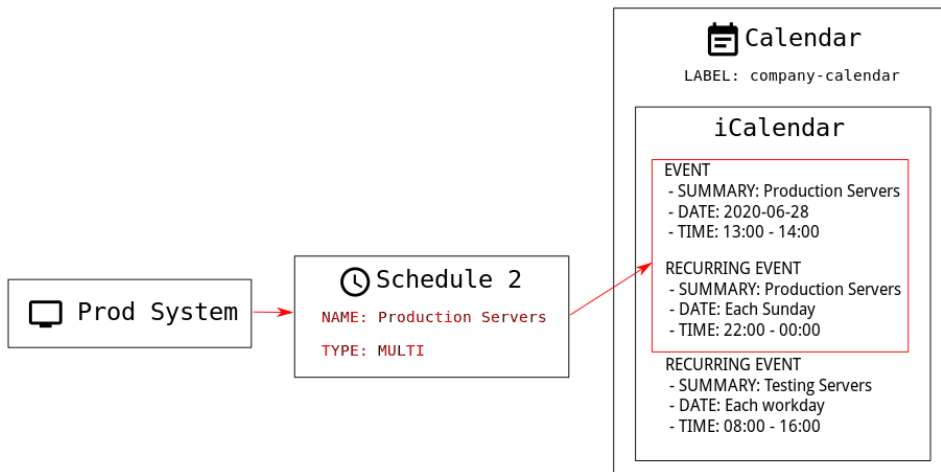 Calendar
LABEL: company-calendar
iCalendar
EVENT
- SUMMARY: Production Servers
- DATE: 2020-06-28
- TIME: 13:00 - 14:00
RECURRING EVENT
- SUMMARY: Production Servers
- DATE: Each Sunday
- TIME: 22:00 - 00:00
RECURRING EVENT
- SUMMARY: Testing Servers
- DATE: Each workday
- TIME: 08:00 - 16:00
Schedule 2
NAME: Production Servers
TYPE: MULTI
Prod System